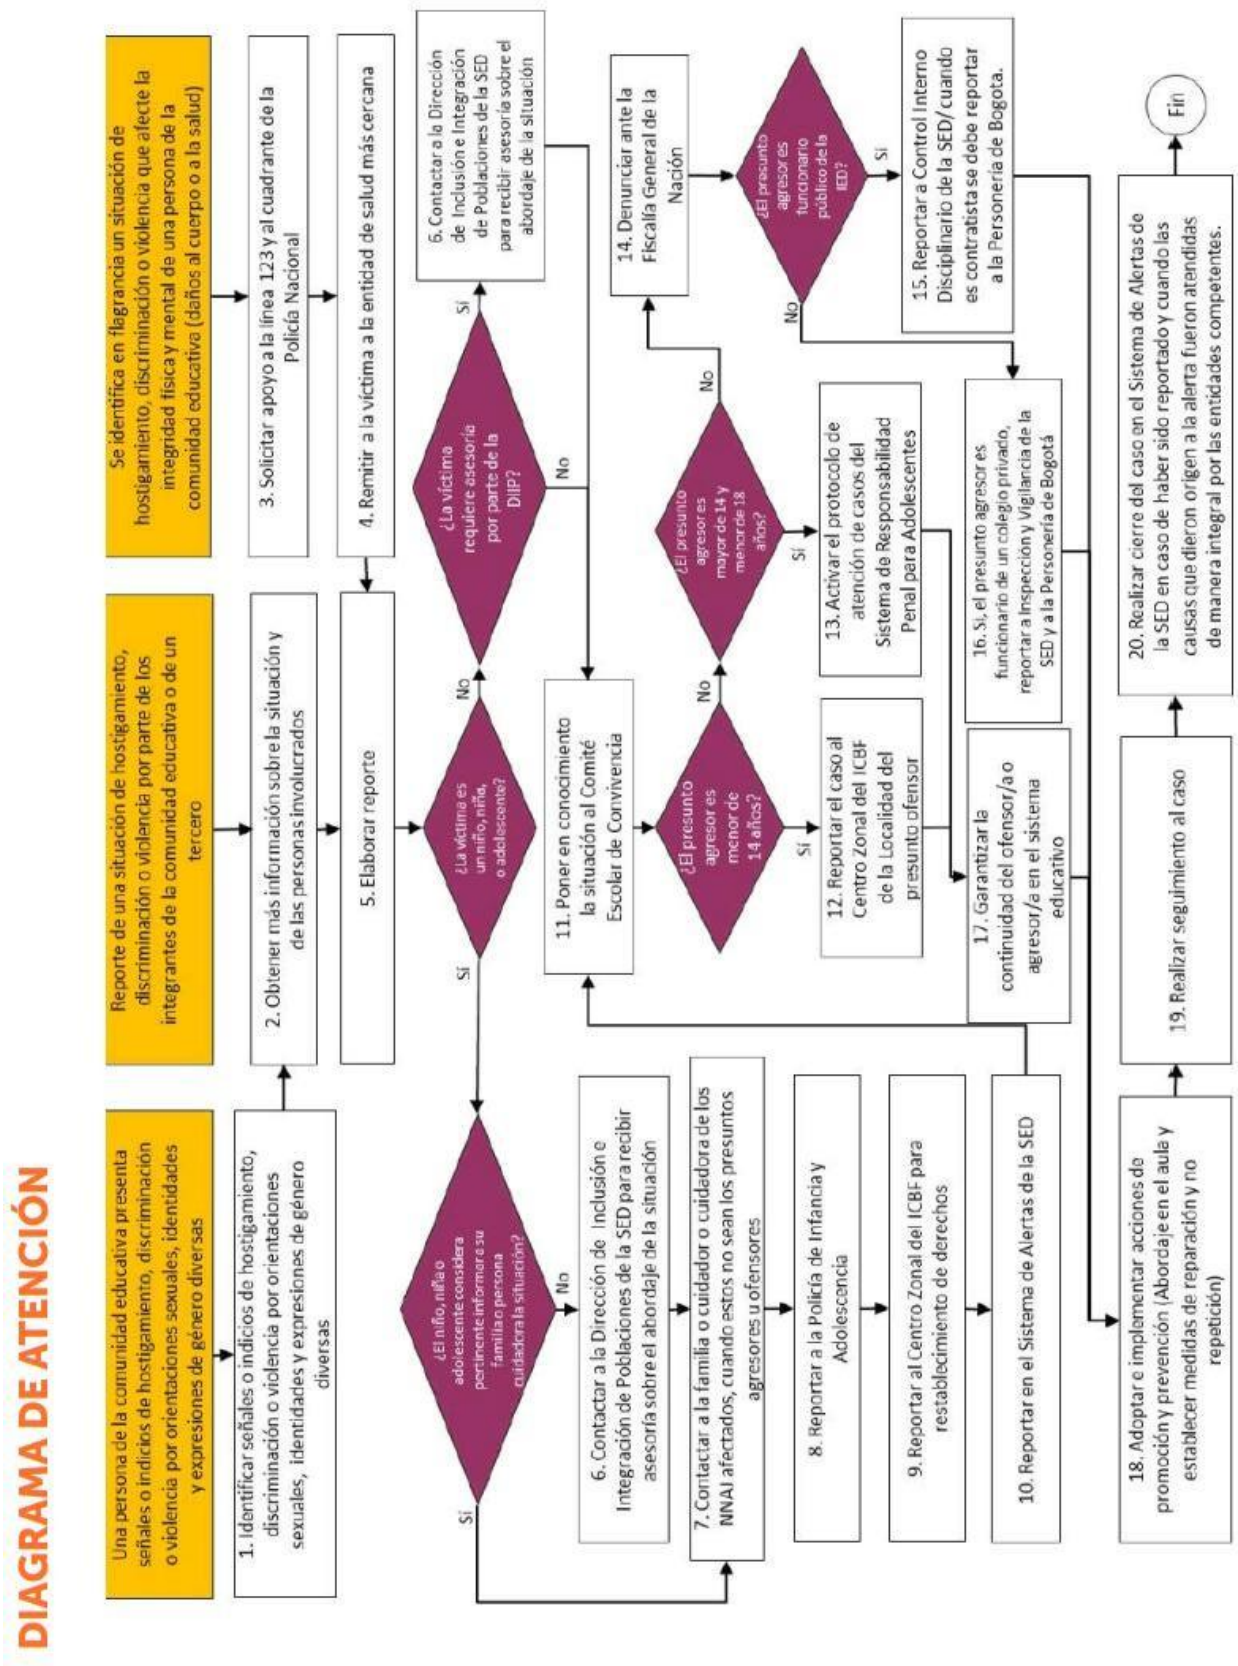 DIAGRAMA DE ATENCIÓN
Una persona de la comunidad educativa presenta
señales o indicios de hostigamiento, discriminación
o violencia por orientaciones sexuales, identidades
y expresiones de género diversas
Reporte de una situación de hostigamiento,
discriminación o violencia por parte de los
integrantes de la comunidad educativa o de un
tercero
Se identifica en flagrancia un situación de
hostigamiento, discriminación o violencia que afecte la
integridad física y mental de una persona de la
comunidad educativa (daños al cuerpo o a la salud)
1. Identificar señales o indicios de hostigamiento,
discriminación o violencia por orientaciones
sexuales, identidades y expresiones de género
diversas
2. Obtener más información sobre la situación y
de las personas involucrados
3. Solicitar apoyo a la línea 123 y al cuadrante de la
Policía Nacional
4. Remitir a la víctima a la entidad de salud más cercana
5. Elaborar reporte
¿La víctima es
un niño, niña,
o adolescente?
Sí
No
¿La víctima
requiere asesoría
por parte de la
DIIP?
Sí
No
6. Contactar a la Dirección
de Inclusión e Integración
de Poblaciones de la SED
para recibir asesoría sobre el
abordaje de la situación
¿El niño, niña o
adolescente considera
pertinente informar a su
familia o persona
cuidadora la situación?
Sí
No
6. Contactar a la Dirección de Inclusión e
Integración de Poblaciones de la SED para recibir
asesoría sobre el abordaje de la situación
7. Contactar a la familia o cuidador o cuidadora de los
NNAJ afectados, cuando estos no sean los presuntos
agresores u ofensores
8. Reportar a la Policía de Infancia y
Adolescencia
9. Reportar al Centro Zonal del ICBF para
restablecimiento de derechos
10. Reportar en el Sistema de Alertas de la SED
11. Poner en conocimiento
la situación al Comité
Escolar de Convivencia
¿El presunto
agresor es
menor de
14 años?
Sí
No
12. Reportar el caso al
Centro Zonal del ICBF
de la Localidad del
presunto ofensor
¿El presunto
agresor es
mayor de 14 y
menor de 18
años?
Sí
No
13. Activar el protocolo de
atención de casos del
Sistema de Responsabilidad
Penal para Adolescentes
14. Denunciar ante la
Fiscalía General de la
Nación
¿El presunto
agresor es
funcionario
público de la
IED?
Sí
No
15. Reportar a Control Interno
Disciplinario de la SED/ cuando
es contratista se debe reportar
a la Personería de Bogota.
16. Si, el presunto agresor es
funcionario de un colegio privado,
reportar a Inspección y Vigilancia de la
SED y a la Personería de Bogotá
17. Garantizar la
continuidad del ofensor/a o
agresor/a en el sistema
educativo
18. Adoptar e implementar acciones de
promoción y prevención (Abordaje en el aula y
establecer medidas de reparación y no
repetición)
19. Realizar seguimiento al caso
20. Realizar cierre del caso en el Sistema de Alertas de
la SED en caso de haber sido reportado y cuando las
causas que dieron origen a la alerta fueron atendidas
de manera integral por las entidades competentes.
Fin